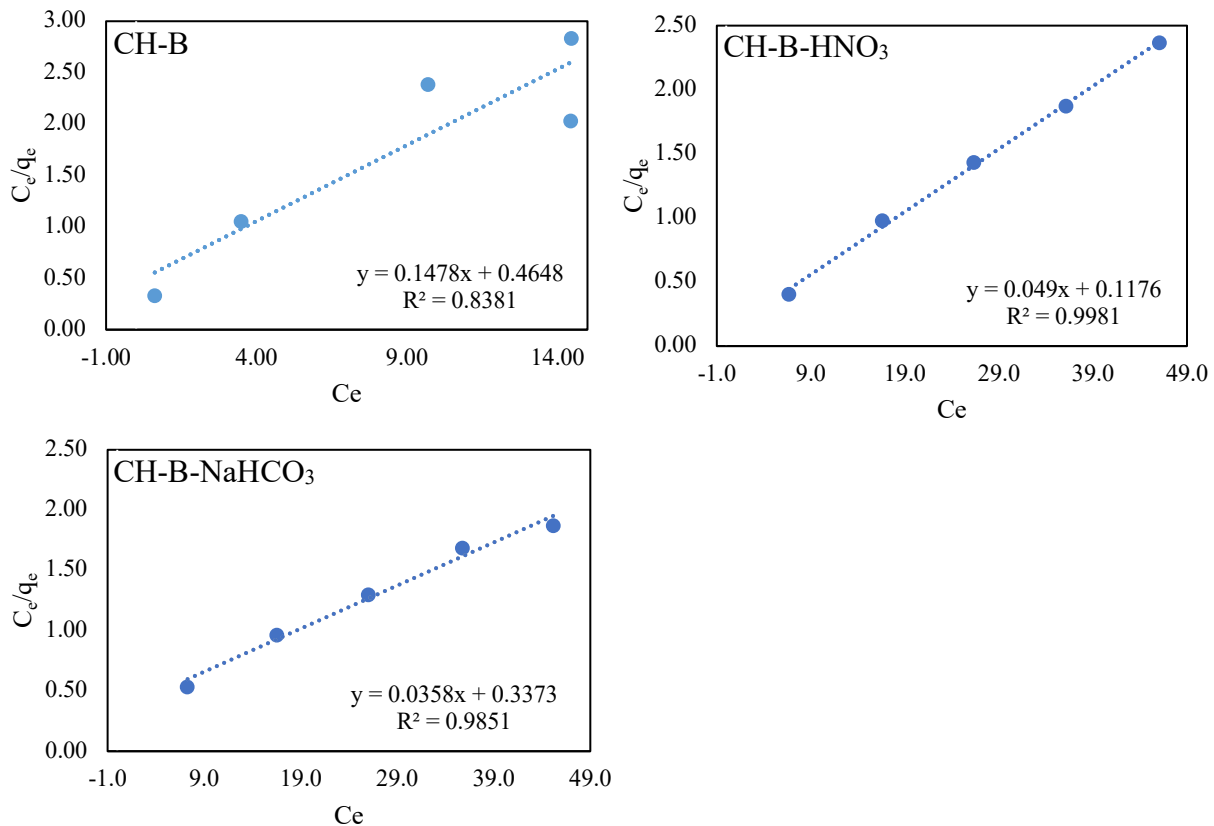 CH-B
3.00
2.50
2.00
1.50
1.00
0.50
0.00
Cₑ/qₑ
y = 0.1478x + 0.4648
R² = 0.8381
-1.00 4.00 9.00 14.00
Ce
CH-B-HNO₃
2.50
2.00
1.50
1.00
0.50
0.00
Cₑ/qₑ
y = 0.049x + 0.1176
R² = 0.9981
-1.0 9.0 19.0 29.0 39.0 49.0
Ce
CH-B-NaHCO₃
2.50
2.00
1.50
1.00
0.50
0.00
Cₑ/qₑ
y = 0.0358x + 0.3373
R² = 0.9851
-1.0 9.0 19.0 29.0 39.0 49.0
Ce